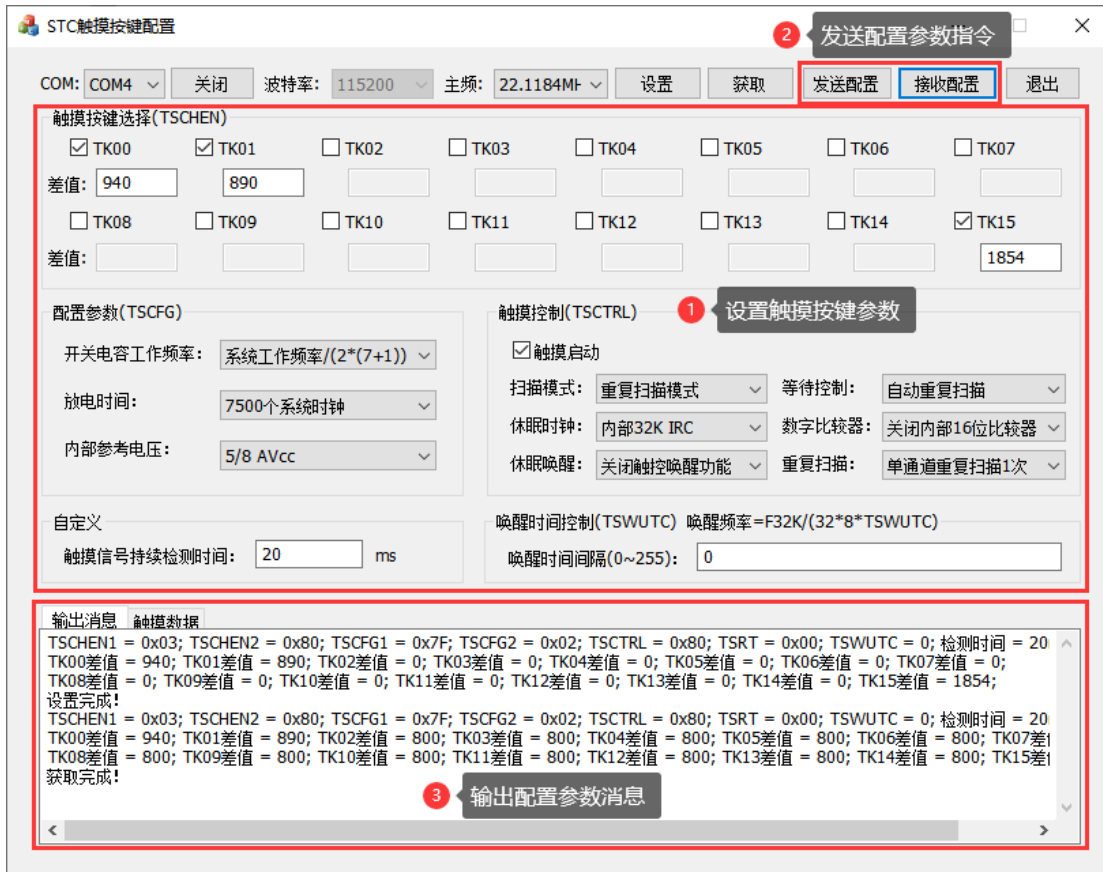 STC触摸按键配置
2 发送配置参数指令
COM: COM4 关闭 波特率: 115200 主频: 22.1184MH 设置 获取 发送配置 接收配置 退出
触摸按键选择(TSCHEN)
TK00 TK01 TK02 TK03 TK04 TK05 TK06 TK07
差值: 940 890
TK08 TK09 TK10 TK11 TK12 TK13 TK14 TK15
差值: 1854
配置参数(TSCFG)
开关电容工作频率: 系统工作频率/(2*(7+1))
放电时间: 7500个系统时钟
内部参考电压: 5/8 AVcc
触摸控制(TSCTRL) 1 设置触摸按键参数
触摸启动
扫描模式: 重复扫描模式 等待控制: 自动重复扫描
休眠时钟: 内部32K IRC 数字比较器: 关闭内部16位比较器
休眠唤醒: 关闭触控唤醒功能 重复扫描: 单通道重复扫描1次
自定义
触摸信号持续检测时间: 20 ms
唤醒时间控制(TSWUTC) 唤醒频率=F32K/(32*8*TSWUTC)
唤醒时间间隔(0~255): 0
输出消息 触摸数据
TSCHEN1 = 0x03; TSCHEN2 = 0x80; TSCFG1 = 0x7F; TSCFG2 = 0x02; TSCTRL = 0x80; TSRT = 0x00; TSWUTC = 0; 检测时间 = 20
TK00差值 = 940; TK01差值 = 890; TK02差值 = 0; TK03差值 = 0; TK04差值 = 0; TK05差值 = 0; TK06差值 = 0; TK07差值 = 0;
TK08差值 = 0; TK09差值 = 0; TK10差值 = 0; TK11差值 = 0; TK12差值 = 0; TK13差值 = 0; TK14差值 = 0; TK15差值 = 1854;
设置完成!
TSCHEN1 = 0x03; TSCHEN2 = 0x80; TSCFG1 = 0x7F; TSCFG2 = 0x02; TSCTRL = 0x80; TSRT = 0x00; TSWUTC = 0; 检测时间 = 20
TK00差值 = 940; TK01差值 = 890; TK02差值 = 800; TK03差值 = 800; TK04差值 = 800; TK05差值 = 800; TK06差值 = 800; TK07差
TK08差值 = 800; TK09差值 = 800; TK10差值 = 800; TK11差值 = 800; TK12差值 = 800; TK13差值 = 800; TK14差值 = 800; TK15差
获取完成!
3 输出配置参数消息